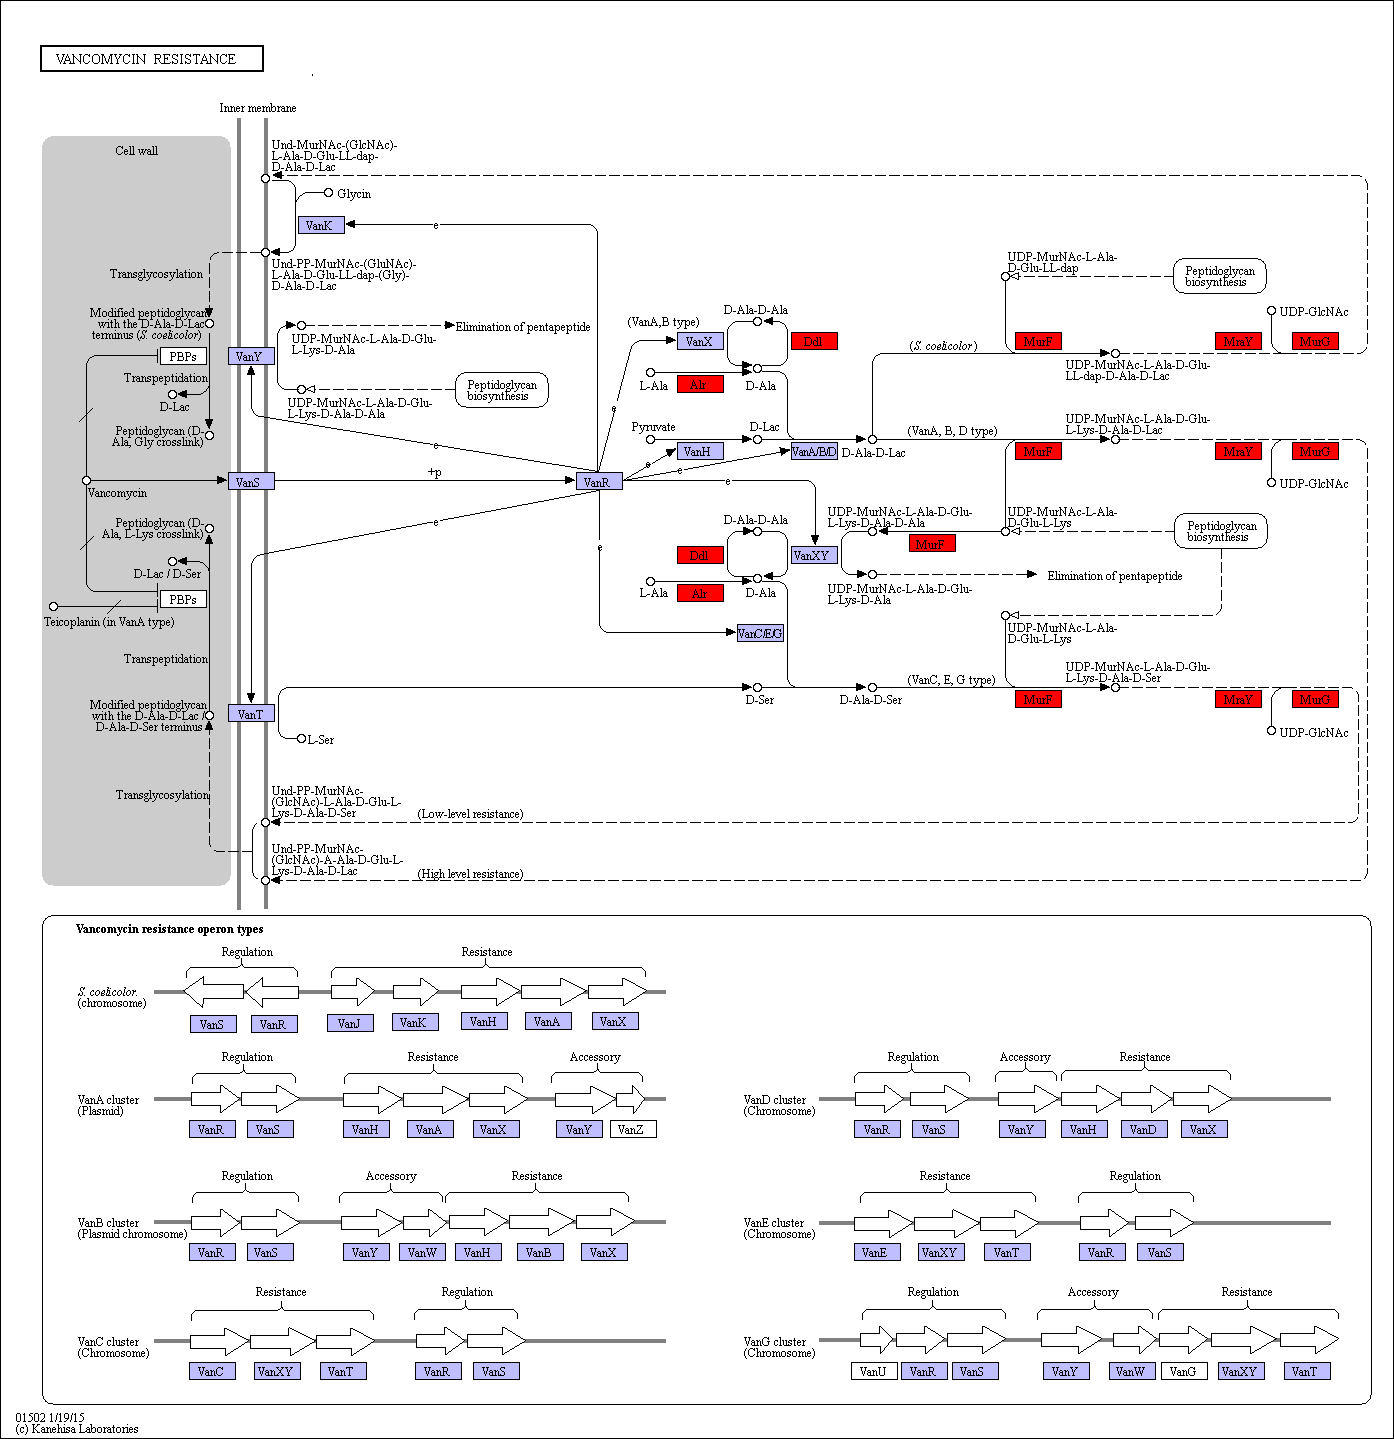 VANCOMYCIN RESISTANCE
Inner membrane
Cell wall
Und-MurNAc-(GlcNAc)-
L-Ala-D-Glu-LL-dap-
D-Ala-D-Lac
Glycin
VanK
e
Und-PP-MurNAc-(GluNAc)-
L-Ala-D-Glu-LL-dap-(Gly)-
D-Ala-D-Lac
Transglycosylation
Modified peptidoglycan
with the D-Ala-D-Lac
terminus (S. coelicolor)
PBPs
VanY
Transpeptidation
D-Lac
Peptidoglycan (D-
Ala, Gly crosslink)
Elimination of pentapeptide
UDP-MurNAc-L-Ala-D-Glu-
L-Lys-D-Ala
Peptidoglycan
biosynthesis
UDP-MurNAc-L-Ala-D-Glu-
L-Lys-D-Ala-D-Ala
e
VanS
+p
VanR
Vancomycin
Peptidoglycan (D-
Ala, L-Lys crosslink)
e
D-Lac / D-Ser
PBPs
Teicoplanin (in VanA type)
Transpeptidation
Modified peptidoglycan
with the D-Ala-D-Lac /
D-Ala-D-Ser terminus
VanT
L-Ser
Transglycosylation
Und-PP-MurNAc-
(GlcNAc)-L-Ala-D-Glu-L-
Lys-D-Ala-D-Ser
(Low-level resistance)
Und-PP-MurNAc-
(GlcNAc)-A-Ala-D-Glu-L-
Lys-D-Ala-D-Lac
(High level resistance)
(VanA,B type)
D-Ala-D-Ala
VanX
Ddl
L-Ala
Alr
D-Ala
e
Pyruvate
D-Lac
VanH
VanA/B/D
D-Ala-D-Lac
e
e
e
D-Ala-D-Ala
Ddl
VanXY
e
L-Ala
Alr
D-Ala
VanC/E/G
D-Ser
D-Ala-D-Ser
(VanC, E, G type)
UDP-MurNAc-L-Ala-
D-Glu-LL-dap
Peptidoglycan
biosynthesis
UDP-GlcNAc
(S. coelicolor)
MurF
MraY
MurG
UDP-MurNAc-L-Ala-D-Glu-
LL-dap-D-Ala-D-Lac
UDP-MurNAc-L-Ala-D-Glu-
L-Lys-D-Ala-D-Lac
(VanA, B, D type)
MurF
MraY
MurG
UDP-GlcNAc
UDP-MurNAc-L-Ala-D-Glu-
L-Lys-D-Ala-D-Ala
UDP-MurNAc-L-Ala-
D-Glu-L-Lys
Peptidoglycan
biosynthesis
MurF
Elimination of pentapeptide
UDP-MurNAc-L-Ala-D-Glu-
L-Lys-D-Ala
UDP-MurNAc-L-Ala-
D-Glu-L-Lys
UDP-MurNAc-L-Ala-D-Glu-
L-Lys-D-Ala-D-Ser
MurF
MraY
MurG
UDP-GlcNAc
Vancomycin resistance operon types
Regulation Resistance
S. coelicolor.
(chromosome)
VanS VanR VanJ VanK VanH VanA VanX
Regulation Resistance Accessory
VanA cluster
(Plasmid)
VanR VanS VanH VanA VanX VanY VanZ
Regulation Accessory Resistance
VanD cluster
(Chromosome)
VanR VanS VanY VanH VanD VanX
Regulation Accessory Resistance
VanB cluster
(Plasmid chromosome)
VanR VanS VanY VanW VanH VanB VanX
Resistance Regulation
VanE cluster
(Chromosome)
VanE VanXY VanT VanR VanS
Resistance Regulation
VanC cluster
(Chromosome)
VanC VanXY VanT VanR VanS
Regulation Accessory Resistance
VanG cluster
(Chromosome)
VanU VanR VanS VanY VanW VanG VanXY VanT
01502 1/19/15
(c) Kanehisa Laboratories